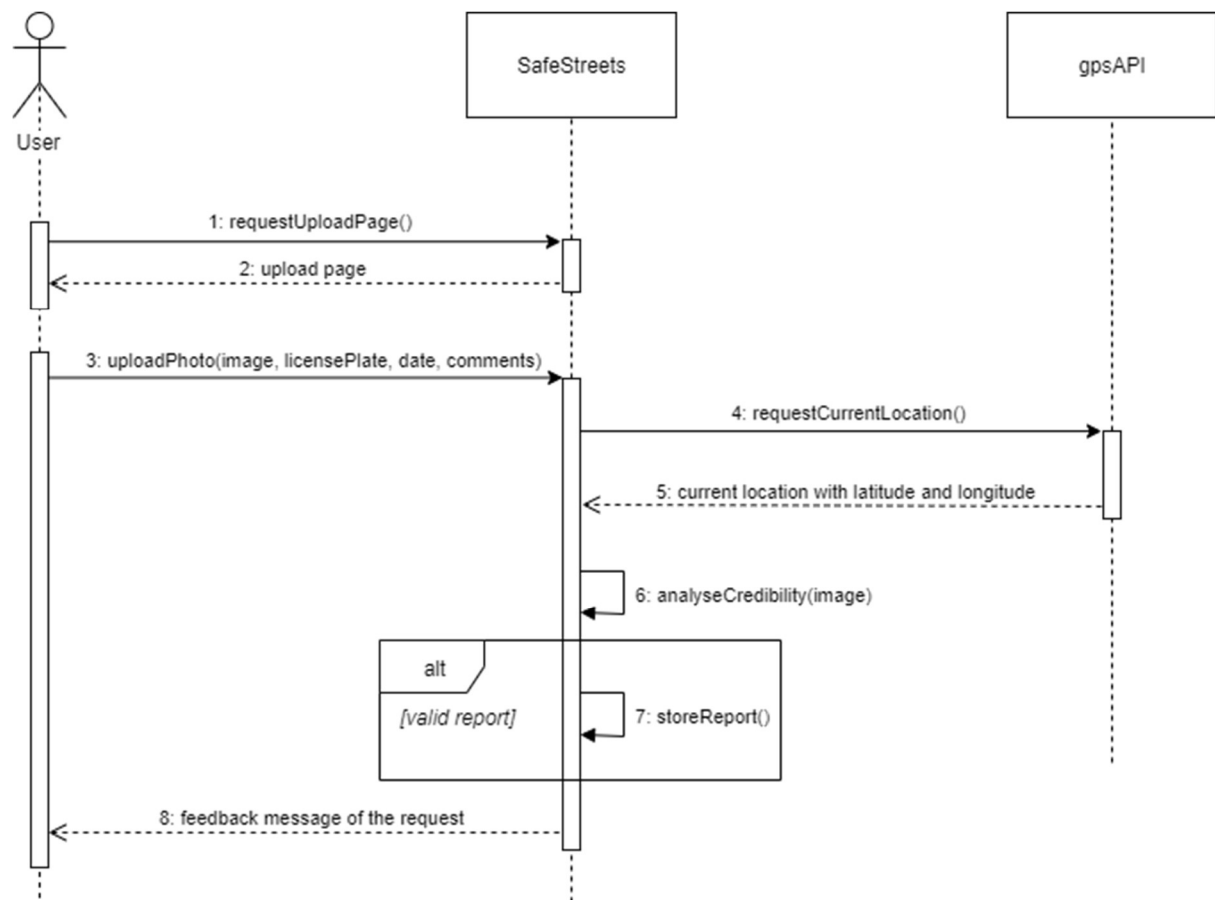 SafeStreets
gpsAPI
User
1: requestUploadPage()
2: upload page
3: uploadPhoto(image, licensePlate, date, comments)
4: requestCurrentLocation()
5: current location with latitude and longitude
6: analyseCredibility(image)
alt
[valid report]
7: storeReport()
8: feedback message of the request